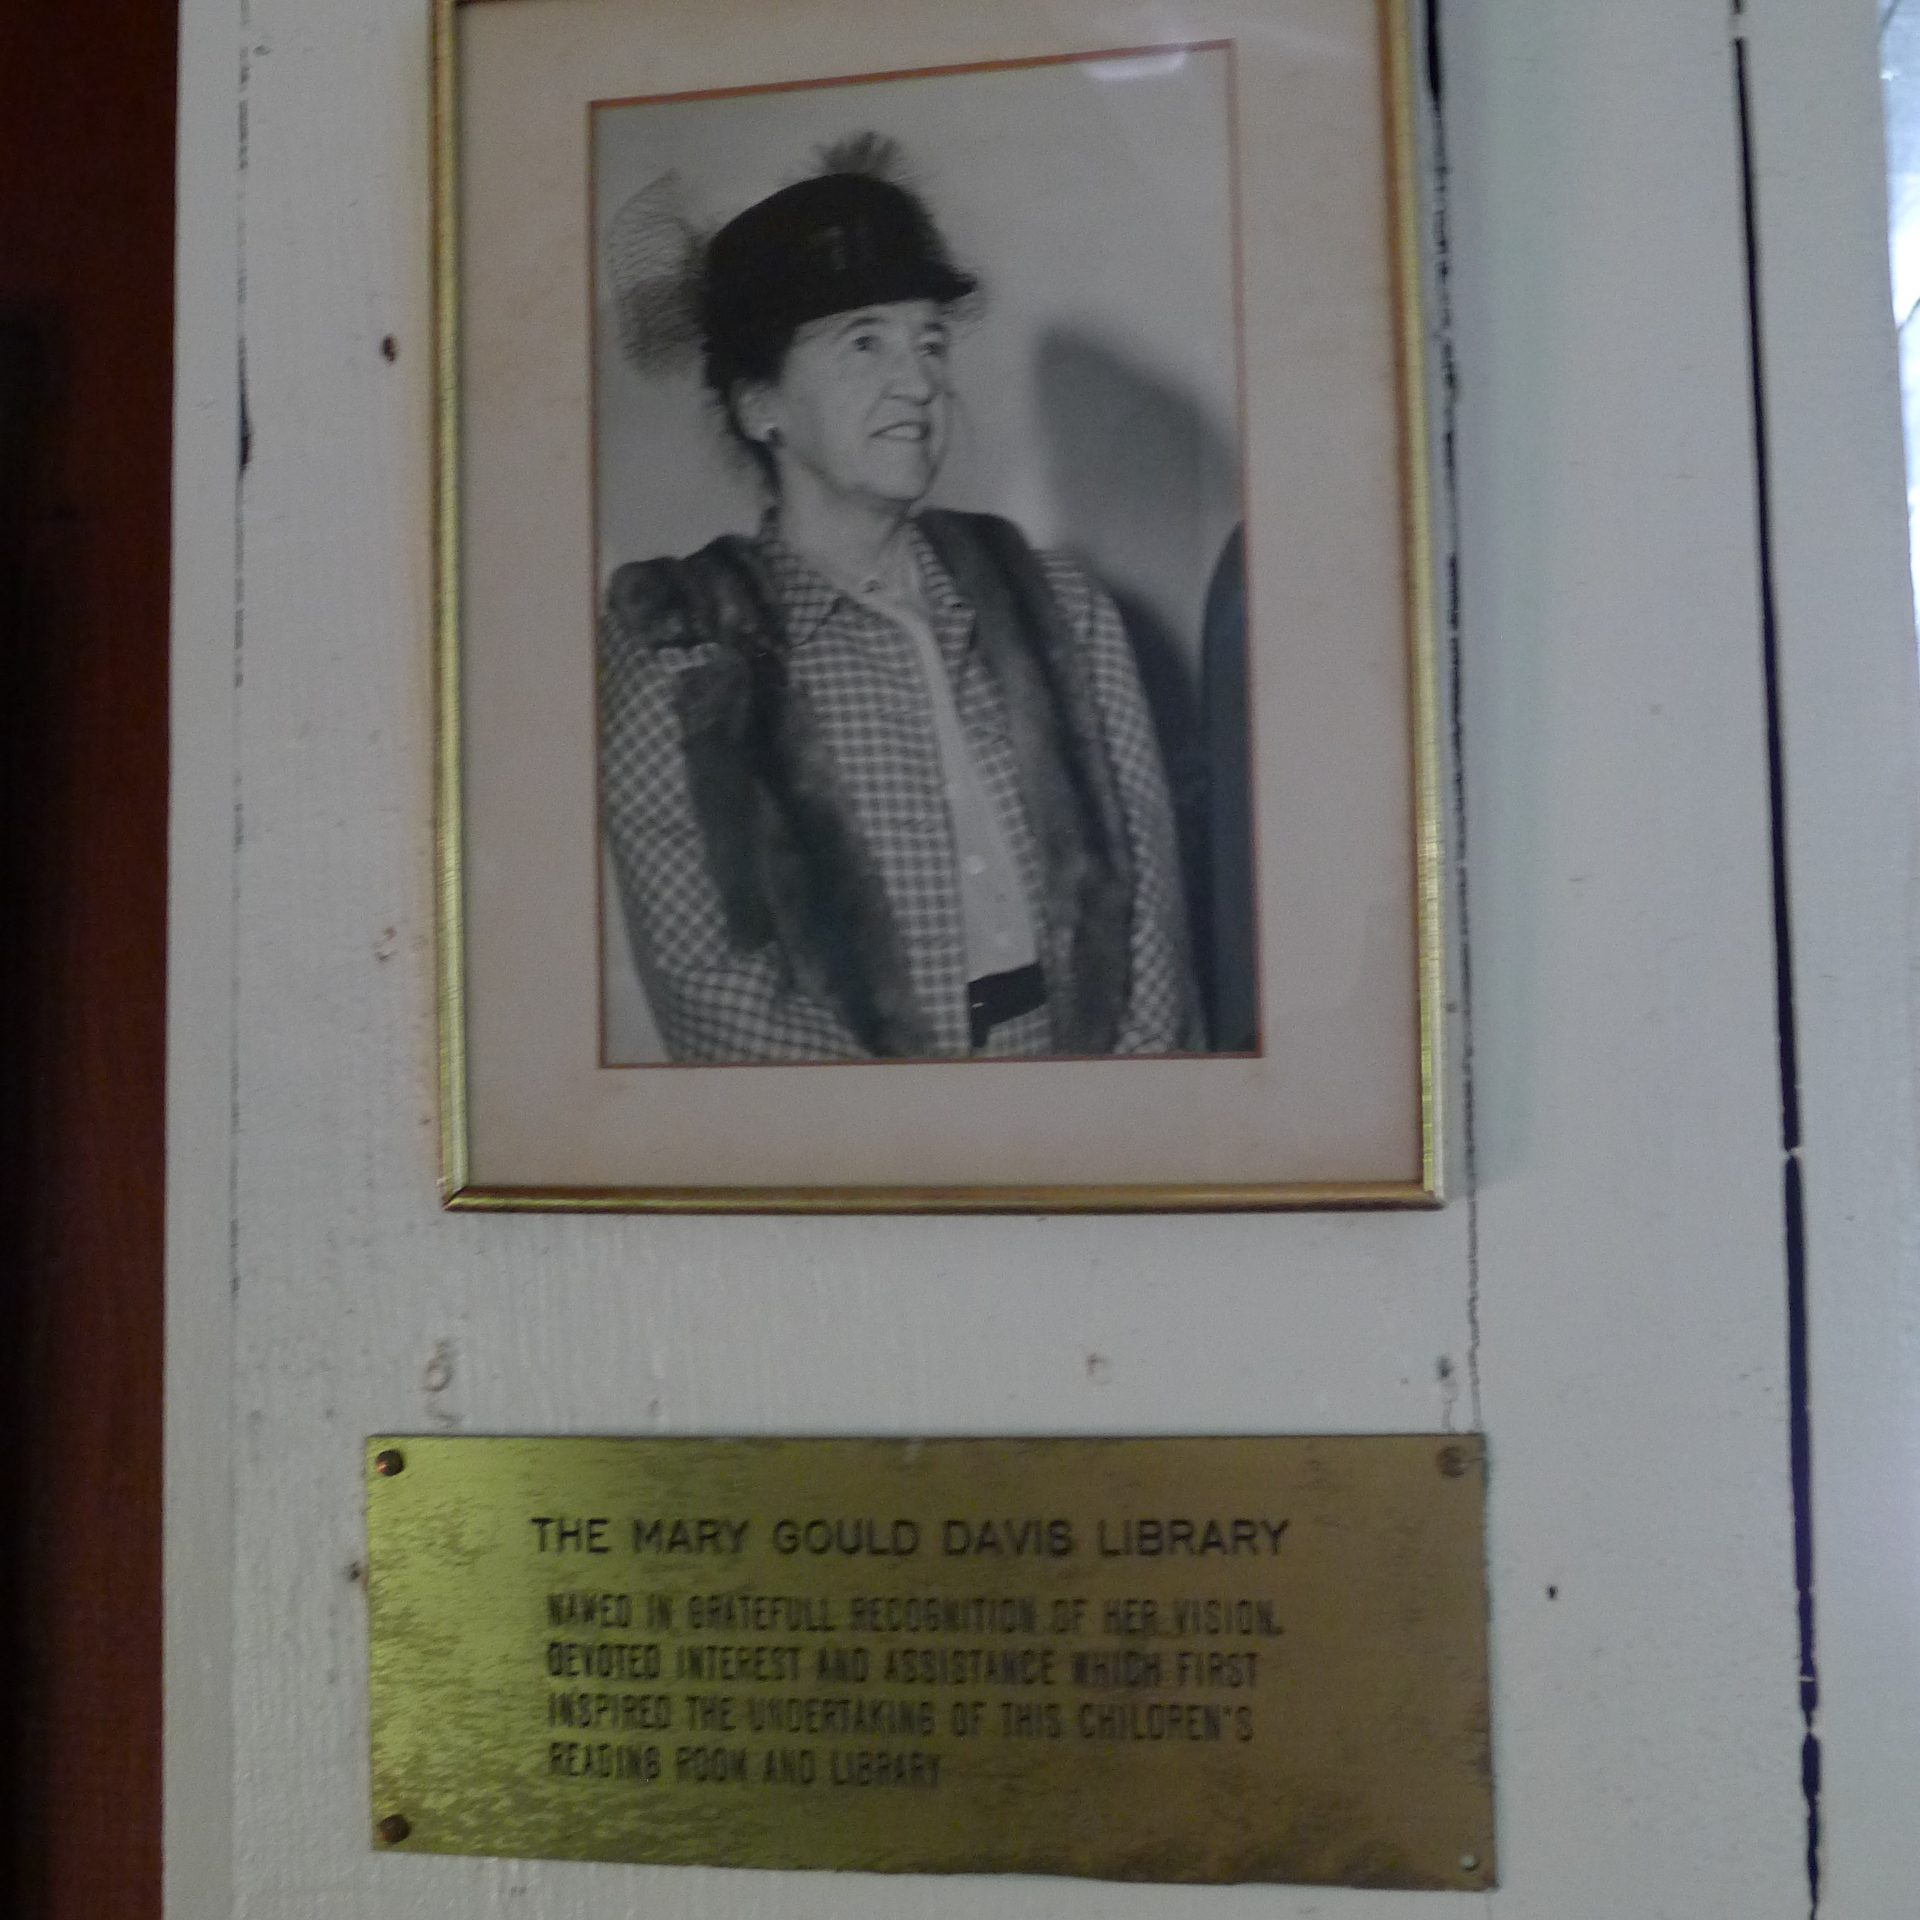 THE MARY GOULD DAVIS LIBRARY
NAMED IN GRATEFULL RECOGNITION OF HER VISION,
DEVOTED INTEREST AND ASSISTANCE WHICH FIRST
INSPIRED THE UNDERTAKING OF THIS CHILDREN'S
READING ROOM AND LIBRARY